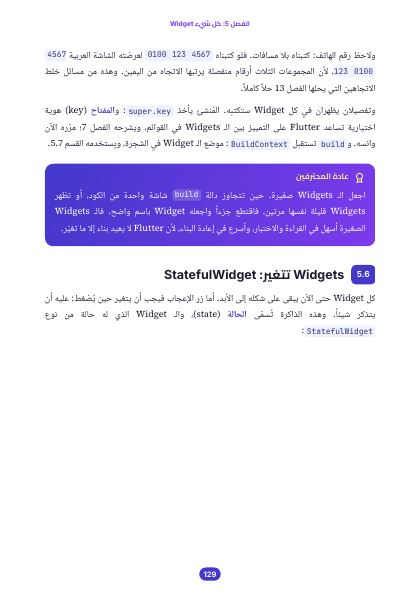 الفصل 5: كل شيء Widget
ولاحظ رقم الهاتف: كتبناه بلا مسافات. فلو كتبناه 0100 123 4567 لعرضته الشاشة العربية 4567
123 0100، لأن المجموعات الثلاث أرقام منفصلة يرتبها الاتجاه من اليمين. وهذه من مسائل خلط
الاتجاهين التي يحلها الفصل 13 حلاً كاملاً.
وتفصيلان يظهران في كل Widget ستكتبه. المُنشئ يأخذ super.key: والمفتاح (key) هوية
اختيارية تساعد Flutter على التمييز بين الـ Widgets في القوائم، ويشرحه الفصل 7؛ مرّره الآن
وانسه. و build تستقبل BuildContext: موضع الـ Widget في الشجرة، ويستخدمه القسم 5.7.
عادة المحترفين
اجعل الـ Widgets صغيرة. حين تتجاوز دالة build شاشة واحدة من الكود، أو تظهر
Widgets قليلة نفسها مرتين، فاقتطع جزءاً واجعله Widget باسم واضح. فالـ Widgets
الصغيرة أسهل في القراءة والاختبار، وأسرع في إعادة البناء، لأن Flutter لا يعيد بناء إلا ما تغيّر.
5.6 Widgets تتغير: StatefulWidget
كل Widget حتى الآن يبقى على شكله إلى الأبد. أما زر الإعجاب فيجب أن يتغير حين يُضغط: عليه أن
يتذكر شيئاً. وهذه الذاكرة تُسمّى الحالة (state)، والـ Widget الذي له حالة من نوع
StatefulWidget:
129